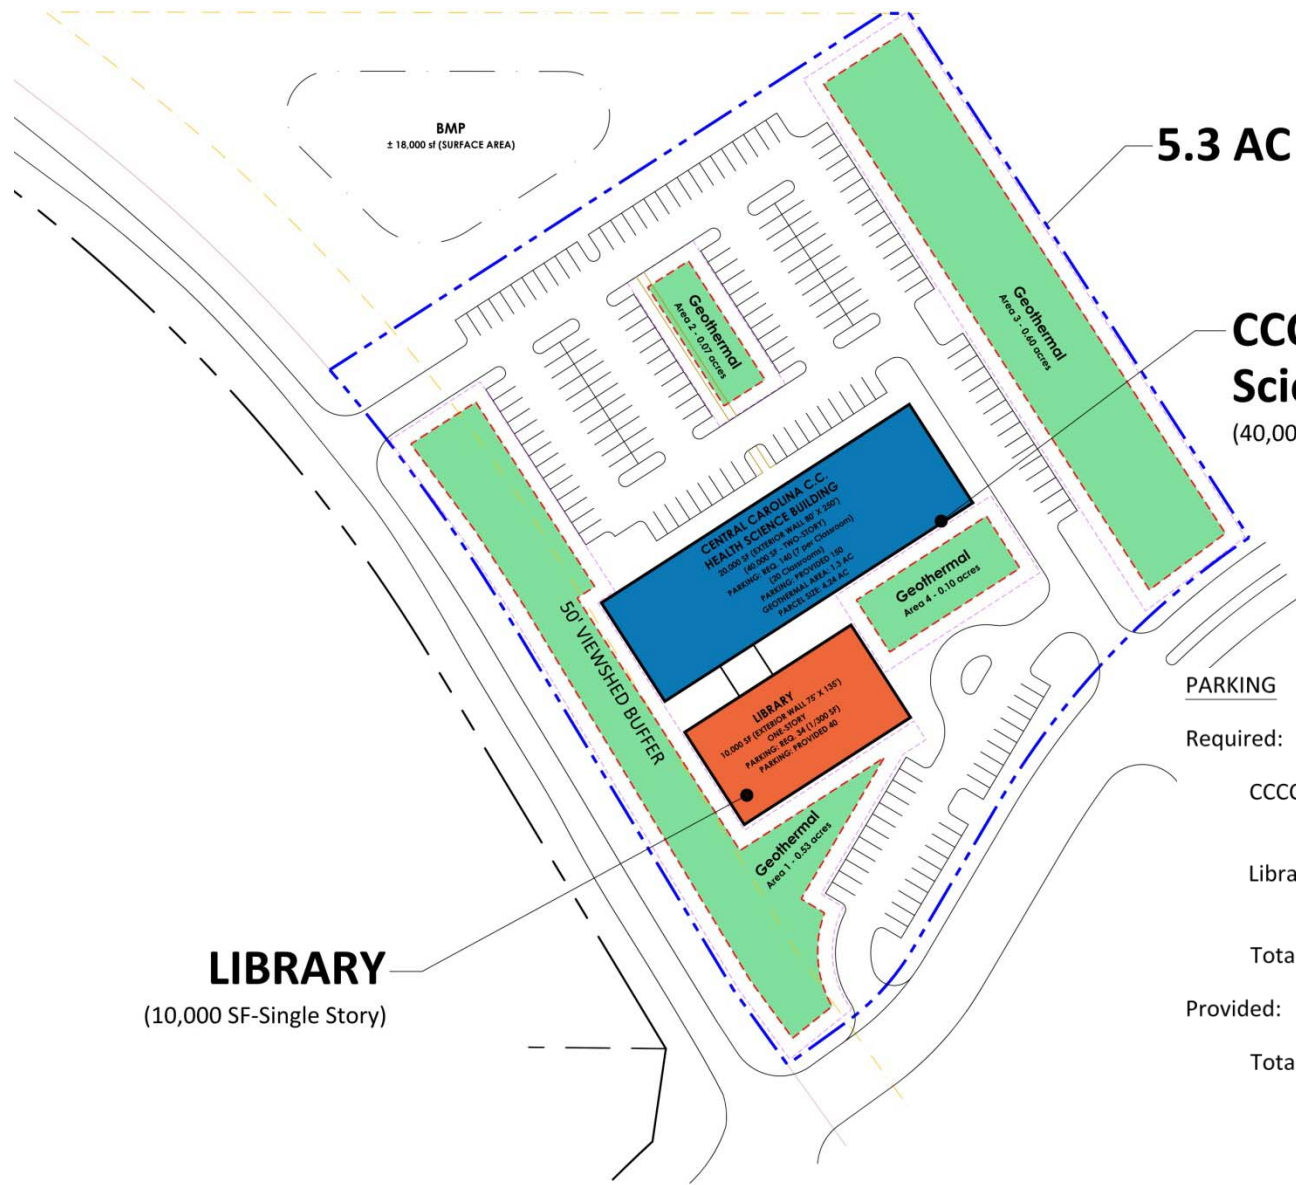 BMP
± 18,000 sf (SURFACE AREA)
5.3 AC
Geothermal
Area 2 - 0.07 acres
Geothermal
Area 3 - 0.60 acres
CCC
Scie
(40,00
CENTRAL CAROLINA C.C.
HEALTH SCIENCE BUILDING
20,000 SF (EXTERIOR WALL 80' X 250')
(40,000 SF - TWO-STORY)
PARKING: REQ. 140 (7 per Classroom)
(20 Classrooms)
PARKING: PROVIDED 150
GEOTHERMAL AREA: 1.3 AC
PARCEL SIZE: 4.24 AC
Geothermal
Area 4 - 0.10 acres
50' VIEWSHED BUFFER
LIBRARY
10,000 SF (EXTERIOR WALL 75' X 135')
ONE-STORY
PARKING: REQ. 34 (1/300 SF)
PARKING: PROVIDED 40
Geothermal
Area 1 - 0.53 acres
PARKING
Required:
CCCC
Libra
Tota
Provided:
Tota
LIBRARY
(10,000 SF-Single Story)